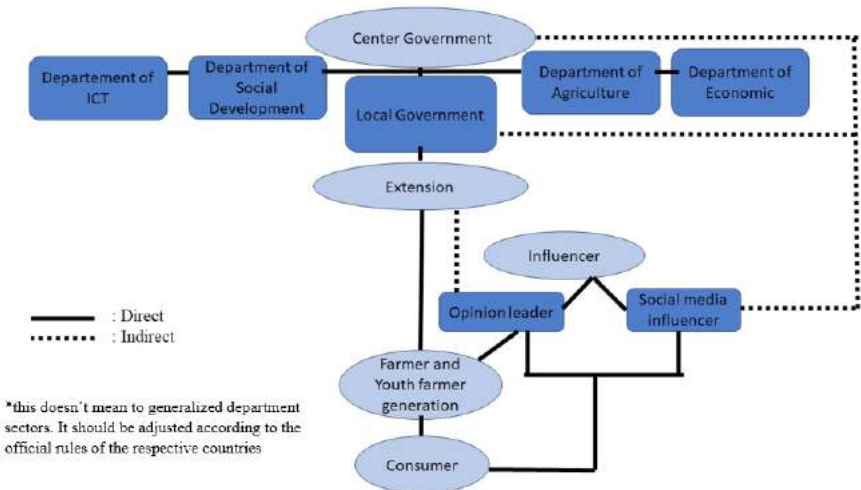 Center Government
Departement of
ICT
Department of
Social
Development
Department of
Agriculture
Department of
Economic
Local Government
Extension
Influencer
Opinion leader
Social media
influencer
: Direct
: Indirect
Farmer and
Youth farmer
generation
*this doesn’t mean to generalized department
sectors. It should be adjusted according to the
official rules of the respective countries
Consumer